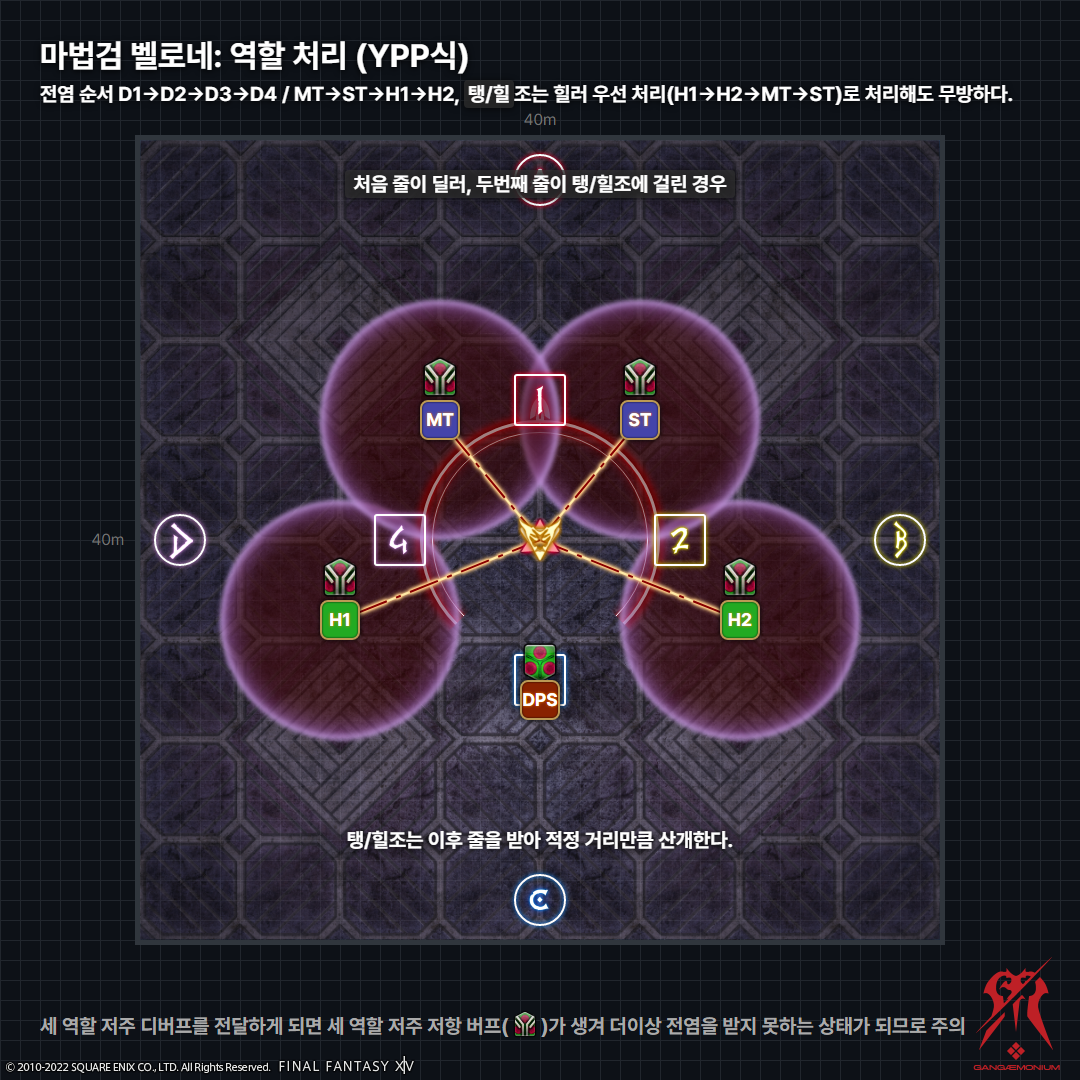 마법검 벨로네: 역할 처리 (YPP식)
전염 순서 D1→D2→D3→D4 / MT→ST→H1→H2, 탱/힐 조는 힐러 우선 처리(H1→H2→MT→ST)로 처리해도 무방하다.
40m
처음 줄이 딜러, 두번째 줄이 탱/힐조에 걸린 경우
MT
1
ST
40m
D
4
2
B
H1
H2
DPS
탱/힐조는 이후 줄을 받아 적정 거리만큼 산개한다.
C
세 역할 저주 디버프를 전달하게 되면 세 역할 저주 저항 버프( )가 생겨 더이상 전염을 받지 못하는 상태가 되므로 주의
GANGÆMONIUM
© 2010-2022 SQUARE ENIX CO., LTD. All Rights Reserved. FINAL FANTASY XIV